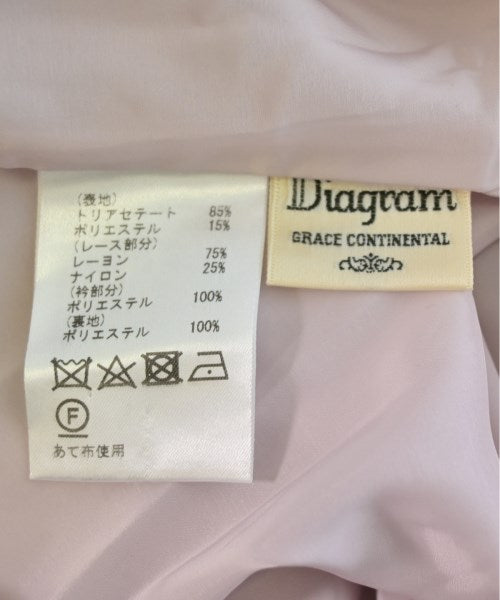 (表地)
トリアセテート 85%
ポリエステル 15%
(レース部分)
レーヨン 75%
ナイロン 25%
(衿部分)
ポリエステル 100%
(裏地)
ポリエステル 100%
F
あて布使用
Diagram
GRACE CONTINENTAL